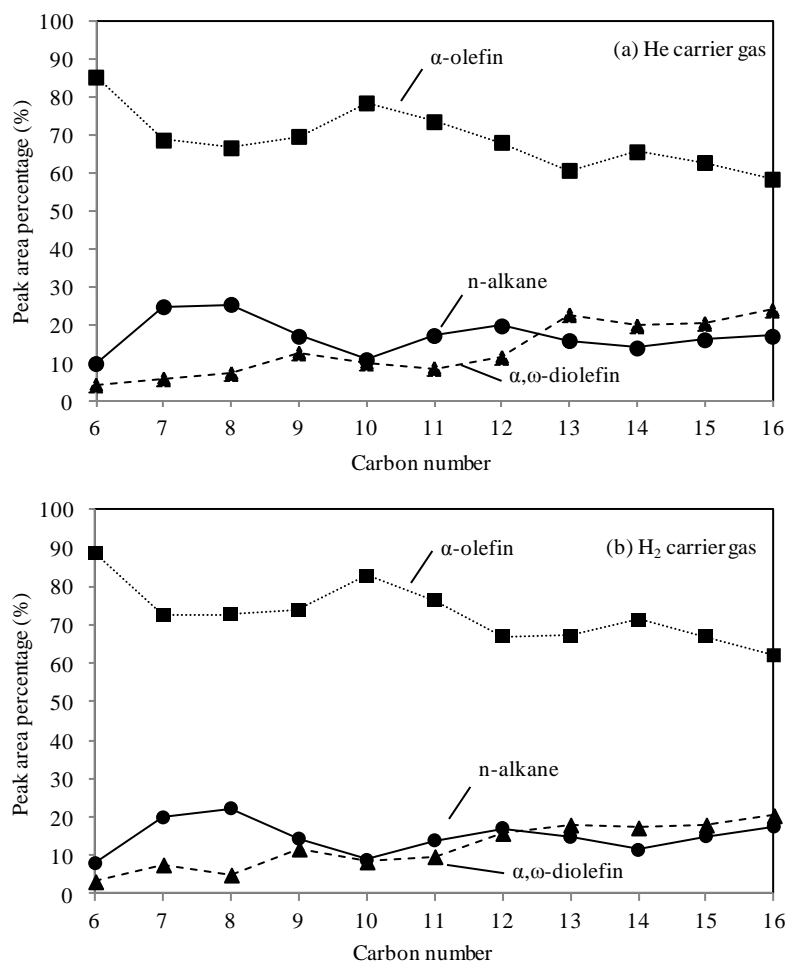 100
90
80
70
60
50
40
30
20
10
0
Peak area percentage (%)
(a) He carrier gas
α-olefin
n-alkane
α,ω-diolefin
6 7 8 9 10 11 12 13 14 15 16
Carbon number
100
90
80
70
60
50
40
30
20
10
0
Peak area percentage (%)
(b) H₂ carrier gas
α-olefin
n-alkane
α,ω-diolefin
6 7 8 9 10 11 12 13 14 15 16
Carbon number